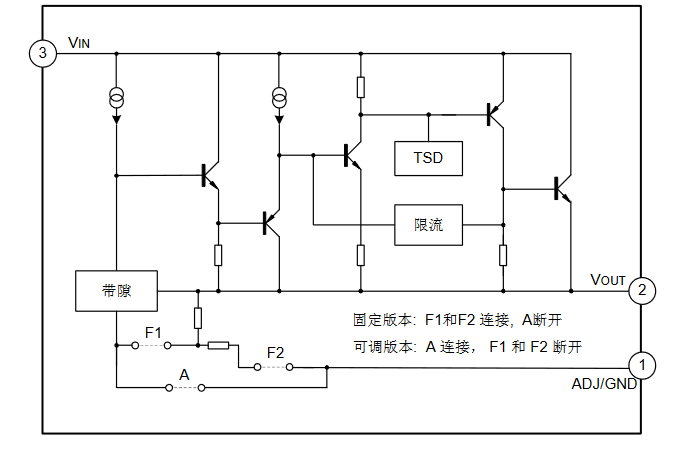 3
VIN
TSD
限流
带隙
VOUT
2
F1
固定版本: F1和F2 连接, A断开
可调版本: A 连接, F1 和 F2 断开
F2
1
A
ADJ/GND